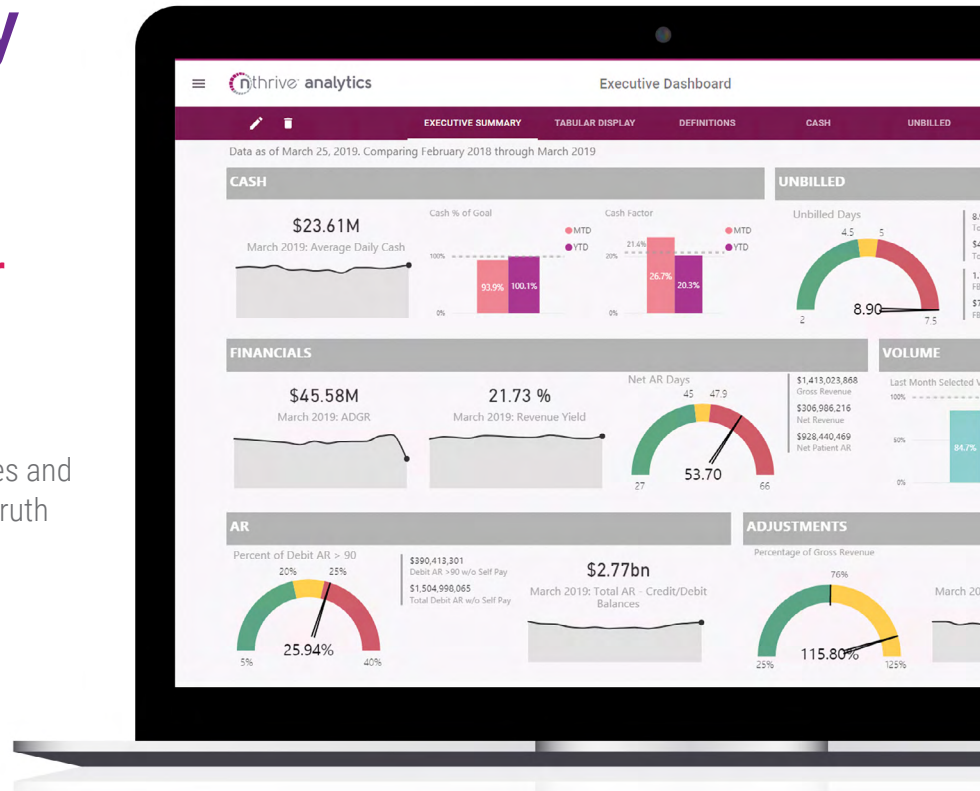 y
es and
ruth
nthrive analytics
Executive Dashboard
EXECUTIVE SUMMARY TABULAR DISPLAY DEFINITIONS CASH UNBILLED
Data as of March 25, 2019. Comparing February 2018 through March 2019
CASH
$23.61M
March 2019: Average Daily Cash
Cash % of Goal
MTD
YTD
100%
93.9% 100.1%
0%
Cash Factor
MTD
YTD
21.4%
20%
26.7% 20.3%
0%
UNBILLED
Unbilled Days
4.5 5
8.90
2 7.5
FINANCIALS
$45.58M
March 2019: ADGR
21.73 %
March 2019: Revenue Yield
Net AR Days
45 47.9
53.70
27 66
$1,413,023,868
Gross Revenue
$306,986,216
Net Revenue
$928,440,469
Net Patient AR
VOLUME
Last Month Selected V
100%
84.7%
0%
AR
Percent of Debit AR > 90
20% 25%
25.94%
5% 40%
$390,413,301
Debit AR >90 w/o Self Pay
$1,504,998,065
Total Debit AR w/o Self Pay
$2.77bn
March 2019: Total AR - Credit/Debit
Balances
ADJUSTMENTS
Percentage of Gross Revenue
76%
115.80%
25% 125%
March 20